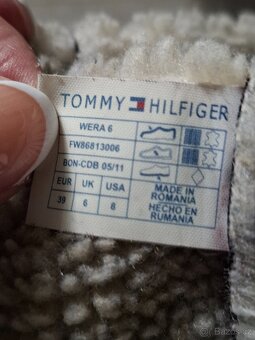 TOMMY HILFIGER
WERA 6
FW86813006
BON-CDB 05/11
EUR UK USA
39 6 8
MADE IN
ROMANIA
HECHO EN
RUMANIA